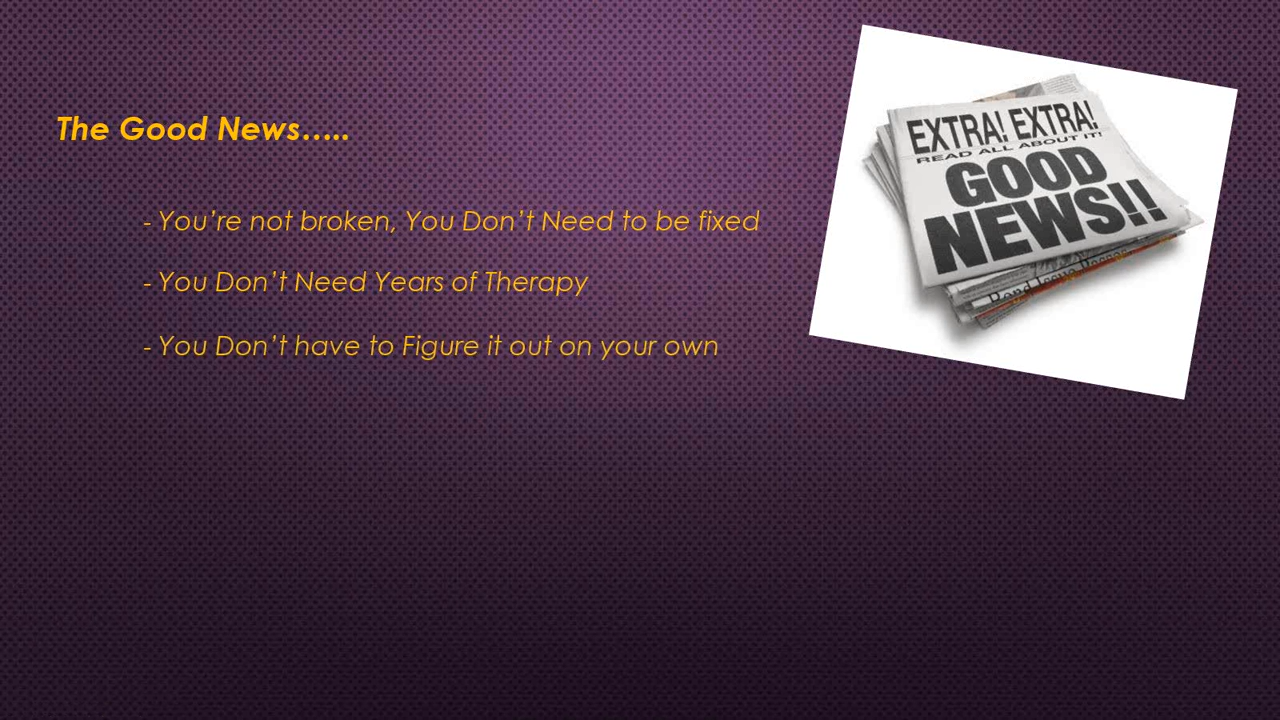 The Good News…..
- You’re not broken, You Don’t Need to be fixed
- You Don’t Need Years of Therapy
- You Don’t have to Figure it out on your own
EXTRA! EXTRA!
READ ALL ABOUT IT!
GOOD
NEWS!!